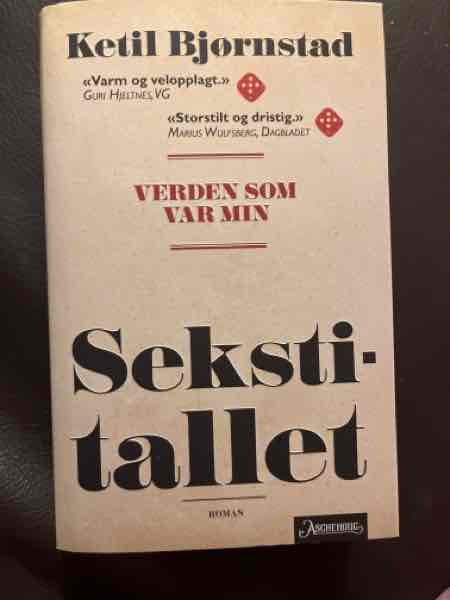 Ketil Bjørnstad
«Varm og velopplagt.»
GURI HJELTNES, VG
«Storstilt og dristig.»
MARIUS WULFSBERG, DAGBLADET
VERDEN SOM
VAR MIN
Seksti-
tallet
ROMAN
ASCHEHOUG